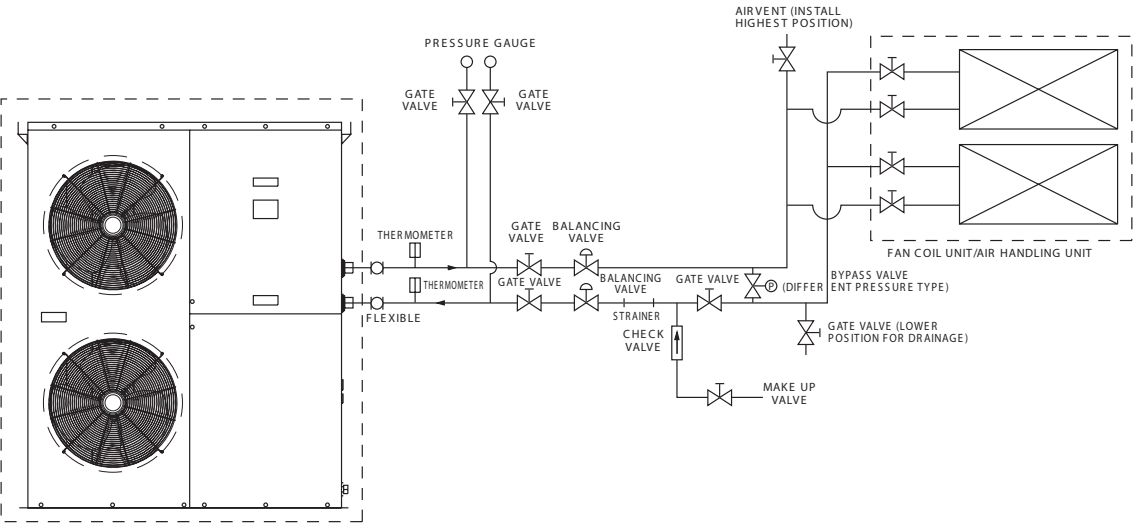 AIRVENT (INSTALL
HIGHEST POSITION)
PRESSURE GAUGE
GATE
VALVE
GATE
VALVE
THERMOMETER
GATE
VALVE
BALANCING
VALVE
FAN COIL UNIT/AIR HANDLING UNIT
THERMOMETER
GATE VALVE
BALANCING
VALVE
GATE VALVE
P
BYPASS VALVE
(DIFFERENT PRESSURE TYPE)
FLEXIBLE
STRAINER
CHECK
VALVE
GATE VALVE (LOWER
POSITION FOR DRAINAGE)
MAKE UP
VALVE